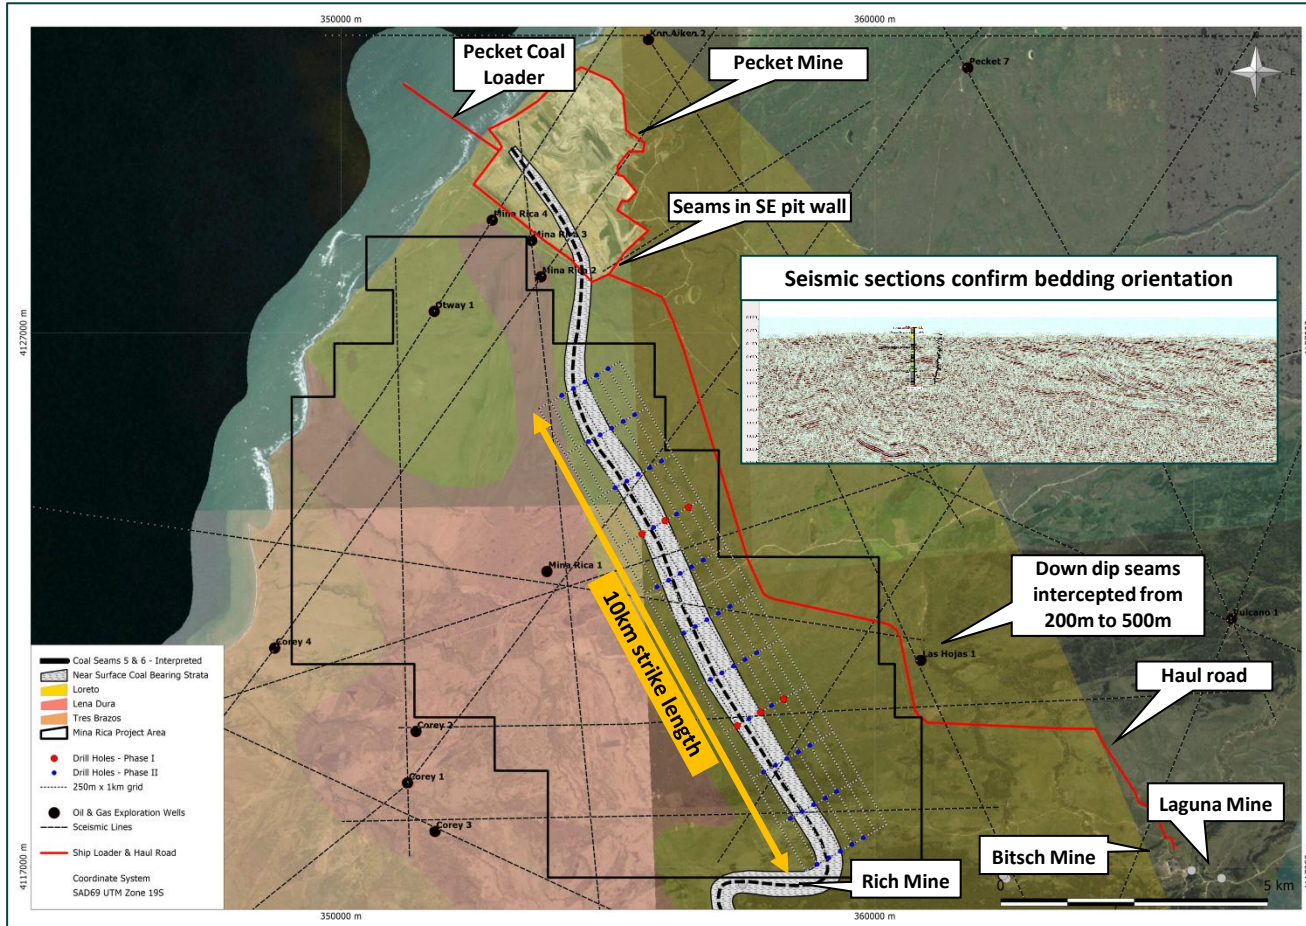 350000 m
360000 m
Knn Aiken 2
Pecket 7
Pecket Coal
Loader
Pecket Mine
W
E
S
Seams in SE pit wall
Mina Rica 4
Mina Rica 3
Mina Rica 2
Otway 1
4127000 m
Seismic sections confirm bedding orientation
10km strike length
Mina Rica 1
Down dip seams
intercepted from
200m to 500m
Vulcano 1
Las Hojas 1
Corey 4
Haul road
Corey 2
Corey 1
Corey 3
Coal Seams 5 & 6 - Interpreted
Near Surface Coal Bearing Strata
Loreto
Lena Dura
Tres Brazos
Mina Rica Project Area
Drill Holes - Phase I
Drill Holes - Phase II
250m x 1km grid
Oil & Gas Exploration Wells
Sceismic Lines
Ship Loader & Haul Road
Coordinate System
SAD69 UTM Zone 19S
Laguna Mine
Bitsch Mine
Rich Mine
4117000 m
0
5 km
350000 m
360000 m